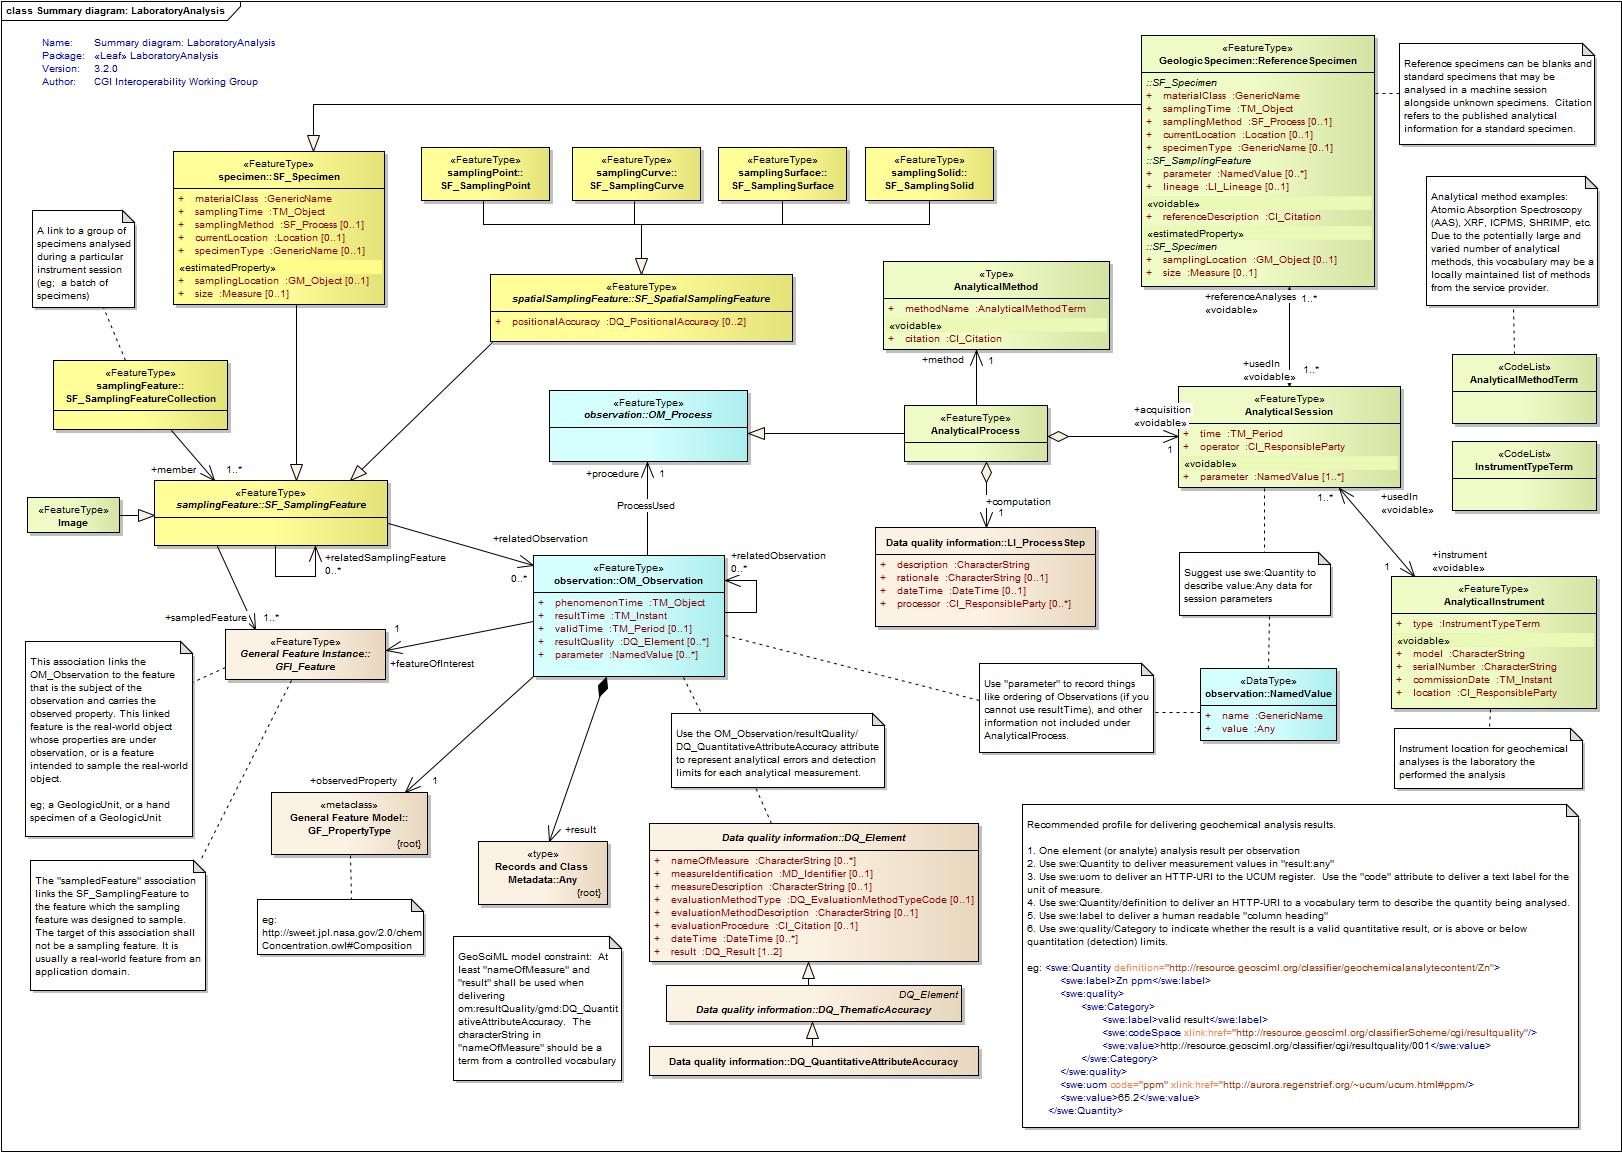 class Summary diagram: LaboratoryAnalysis
Name: Summary diagram: LaboratoryAnalysis
Package: «Leaf» LaboratoryAnalysis
Version: 3.2.0
Author: CGI Interoperability Working Group
«FeatureType»
GeologicSpecimen::ReferenceSpecimen
::SF_Specimen
+ materialClass :GenericName
+ samplingTime :TM_Object
+ samplingMethod :SF_Process [0..1]
+ currentLocation :Location [0..1]
+ specimenType :GenericName [0..1]
::SF_SamplingFeature
+ parameter :NamedValue [0..*]
+ lineage :LI_Lineage [0..1]
«voidable»
+ referenceDescription :CI_Citation
«estimatedProperty»
::SF_Specimen
+ samplingLocation :GM_Object [0..1]
+ size :Measure [0..1]
Reference specimens can be blanks and
standard specimens that may be
analysed in a machine session
alongside unknown specimens. Citation
refers to the published analytical
information for a standard specimen.
«FeatureType»
specimen::SF_Specimen
+ materialClass :GenericName
+ samplingTime :TM_Object
+ samplingMethod :SF_Process [0..1]
+ currentLocation :Location [0..1]
+ specimenType :GenericName [0..1]
«estimatedProperty»
+ samplingLocation :GM_Object [0..1]
+ size :Measure [0..1]
«FeatureType»
samplingPoint::
SF_SamplingPoint
«FeatureType»
samplingCurve::
SF_SamplingCurve
«FeatureType»
samplingSurface::
SF_SamplingSurface
«FeatureType»
samplingSolid::
SF_SamplingSolid
A link to a group of
specimens analysed
during a particular
instrument session
(eg; a batch of
specimens)
Analytical method examples:
Atomic Absorption Spectroscopy
(AAS), XRF, ICPMS, SHRIMP, etc.
Due to the potentially large and
varied number of analytical
methods, this vocabulary may be a
locally maintained list of methods
from the service provider.
«FeatureType»
spatialSamplingFeature::SF_SpatialSamplingFeature
+ positionalAccuracy :DQ_PositionalAccuracy [0..2]
«Type»
AnalyticalMethod
+ methodName :AnalyticalMethodTerm
«voidable»
+ citation :CI_Citation
+method 1
+referenceAnalyses 1..*
«voidable»
+usedIn
«voidable» 1..*
«FeatureType»
samplingFeature::
SF_SamplingFeatureCollection
«CodeList»
AnalyticalMethodTerm
«CodeList»
InstrumentTypeTerm
«FeatureType»
observation::OM_Process
«FeatureType»
AnalyticalProcess
+acquisition
«voidable»
1
«FeatureType»
AnalyticalSession
+ time :TM_Period
+ operator :CI_ResponsibleParty
«voidable»
+ parameter :NamedValue [1..*]
+member 1..*
+procedure 1
ProcessUsed
+computation
1
1..* +usedIn
«voidable»
«FeatureType»
Image
«FeatureType»
samplingFeature::SF_SamplingFeature
+relatedSamplingFeature
0..*
+relatedObservation
0..*
+relatedObservation
0..*
Data quality information::LI_ProcessStep
+ description :CharacterString
+ rationale :CharacterString [0..1]
+ dateTime :DateTime [0..1]
+ processor :CI_ResponsibleParty [0..*]
+instrument
«voidable»
1
«FeatureType»
observation::OM_Observation
+ phenomenonTime :TM_Object
+ resultTime :TM_Instant
+ validTime :TM_Period [0..1]
+ resultQuality :DQ_Element [0..*]
+ parameter :NamedValue [0..*]
Suggest use swe:Quantity to
describe value:Any data for
session parameters
«FeatureType»
AnalyticalInstrument
+ type :InstrumentTypeTerm
«voidable»
+ model :CharacterString
+ serialNumber :CharacterString
+ commissionDate :TM_Instant
+ location :CI_ResponsibleParty
+sampledFeature 1..*
«FeatureType»
General Feature Instance::
GFI_Feature
1
+featureOfInterest
This association links the
OM_Observation to the feature
that is the subject of the
observation and carries the
observed property. This linked
feature is the real-world object
whose properties are under
observation, or is a feature
intended to sample the real-world
object.
eg; a GeologicUnit, or a hand
specimen of a GeologicUnit
Use "parameter" to record things
like ordering of Observations (if you
cannot use resultTime), and other
information not included under
AnalyticalProcess.
«DataType»
observation::NamedValue
+ name :GenericName
+ value :Any
Use the OM_Observation/resultQuality/
DQ_QuantitativeAttributeAccuracy attribute
to represent analytical errors and detection
limits for each analytical measurement.
Instrument location for geochemical
analyses is the laboratory the
performed the analysis
+observedProperty 1
«metaclass»
General Feature Model::
GF_PropertyType
{root}
+result
«type»
Records and Class
Metadata::Any
{root}
Data quality information::DQ_Element
+ nameOfMeasure :CharacterString [0..*]
+ measureIdentification :MD_Identifier [0..1]
+ measureDescription :CharacterString [0..1]
+ evaluationMethodType :DQ_EvaluationMethodTypeCode [0..1]
+ evaluationMethodDescription :CharacterString [0..1]
+ evaluationProcedure :CI_Citation [0..1]
+ dateTime :DateTime [0..*]
+ result :DQ_Result [1..2]
The "sampledFeature" association
links the SF_SamplingFeature to
the feature which the sampling
feature was designed to sample.
The target of this association shall
not be a sampling feature. It is
usually a real-world feature from an
application domain.
eg:
http://sweet.jpl.nasa.gov/2.0/chem
Concentration.owl#Composition
GeoSciML model constraint: At
least "nameOfMeasure" and
"result" shall be used when
delivering
om:resultQuality/gmd:DQ_Quantit
ativeAttributeAccuracy. The
characterString in
"nameOfMeasure" should be a
term from a controlled vocabulary
DQ_Element
Data quality information::DQ_ThematicAccuracy
Data quality information::DQ_QuantitativeAttributeAccuracy
Recommended profile for delivering geochemical analysis results.
1. One element (or analyte) analysis result per observation
2. Use swe:Quantity to deliver measurement values in "result:any"
3. Use swe:uom to deliver an HTTP-URI to the UCUM register. Use the "code" attribute to deliver a text label for the
unit of measure.
4. Use swe:Quantity/definition to deliver an HTTP-URI to a vocabulary term to describe the quantity being analysed.
5. Use swe:label to deliver a human readable "column heading"
6. Use swe:quality/Category to indicate whether the result is a valid quantitative result, or is above or below
quantitation (detection) limits.
eg: <swe:Quantity definition="http://resource.geosciml.org/classifier/geochemicalanalytecontent/Zn">
<swe:label>Zn ppm</swe:label>
<swe:quality>
<swe:Category>
<swe:label>valid result</swe:label>
<swe:codeSpace xlink:href="http://resource.geosciml.org/classifierScheme/cgi/resultquality"/>
<swe:value>http://resource.geosciml.org/classifier/cgi/resultquality/001</swe:value>
</swe:Category>
</swe:quality>
<swe:uom code="ppm" xlink:href="http://aurora.regenstrief.org/~ucum/ucum.html#ppm/>
<swe:value>65.2</swe:value>
</swe:Quantity>